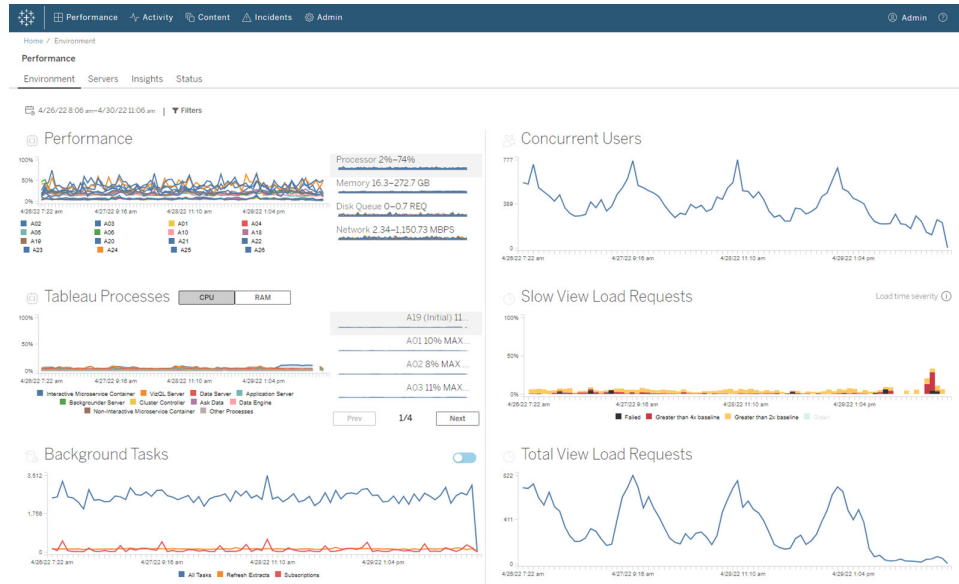 Performance Activity Content Incidents Admin Admin
Home / Environment
Performance
Environment Servers Insights Status
4/26/22 8:06 am–4/30/22 11:06 am | Filters
Performance
100%
50%
0%
4/26/22 7:22 am 4/27/22 9:16 am 4/28/22 11:10 am 4/29/22 1:04 pm
A02 A03 A01 A04
A05 A06 A10 A18
A19 A20 A21 A22
A23 A24 A25 A26
Processor 2%–74%
Memory 16.3–272.7 GB
Disk Queue 0–0.7 REQ
Network 2.34–1,150.73 MBPS
Concurrent Users
777
389
0
4/26/22 7:22 am 4/27/22 9:16 am 4/28/22 11:10 am 4/29/22 1:04 pm
Tableau Processes CPU RAM
100%
50%
0%
4/26/22 7:22 am 4/27/22 9:16 am 4/28/22 11:10 am 4/29/22 1:04 pm
Interactive Microservice Container VizQL Server Data Server Application Server
Backgrounder Server Cluster Controller Ask Data Data Engine
Non-Interactive Microservice Container Other Processes
A19 (Initial) 11...
A01 10% MAX...
A02 8% MAX...
A03 11% MAX...
Prev 1/4 Next
Slow View Load Requests Load time severity
100%
50%
0%
4/26/22 7:22 am 4/27/22 9:16 am 4/28/22 11:10 am 4/29/22 1:04 pm
Failed Greater than 4x baseline Greater than 2x baseline Green
Background Tasks
3,512
1,756
0
4/26/22 7:22 am 4/27/22 9:16 am 4/28/22 11:10 am 4/29/22 1:04 pm
All Tasks Refresh Extracts Subscriptions
Total View Load Requests
822
411
0
4/26/22 7:22 am 4/27/22 9:16 am 4/28/22 11:10 am 4/29/22 1:04 pm